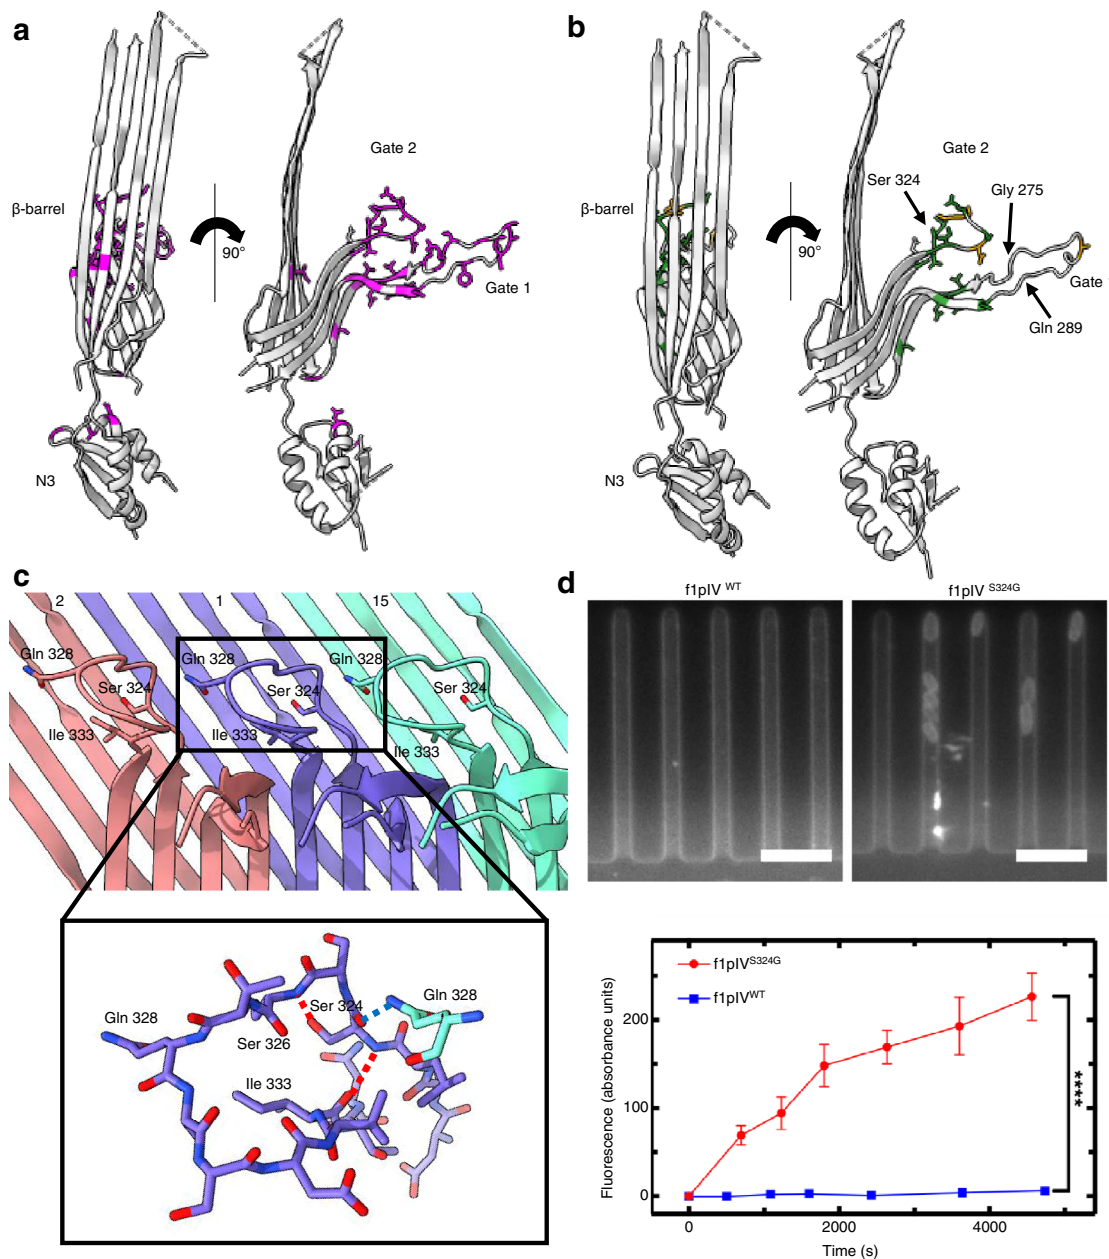 a
Gate 2
β-barrel
90°
Gate 1
N3
b
Gate 2
Ser 324
Gly 275
β-barrel
90°
Gate
Gln 289
N3
c
2
1
15
Gln 328
Gln 328
Gln 328
Ser 324
Ser 324
Ser 324
Ile 333
Ile 333
Ile 333
Ser 324
Gln 328
Gln 328
Ser 326
Ile 333
d
f1pIV WT
f1pIV S324G
f1pIV S324G
f1pIV WT
Fluorescence (absorbance units)
200
100
0
****
0
2000
4000
Time (s)